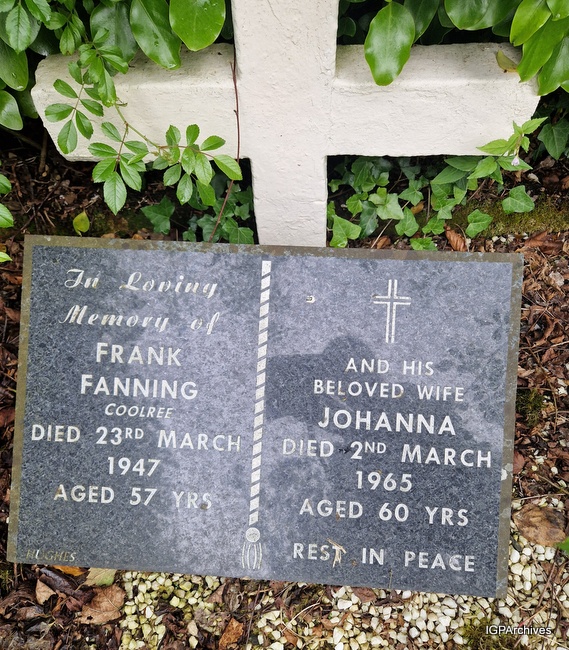 In Loving
Memory of
FRANK
FANNING
COOLREE
DIED 23RD MARCH
1947
AGED 57 YRS
HUGHES
AND HIS
BELOVED WIFE
JOHANNA
DIED 2ND MARCH
1965
AGED 60 YRS
REST IN PEACE
IGPArchives